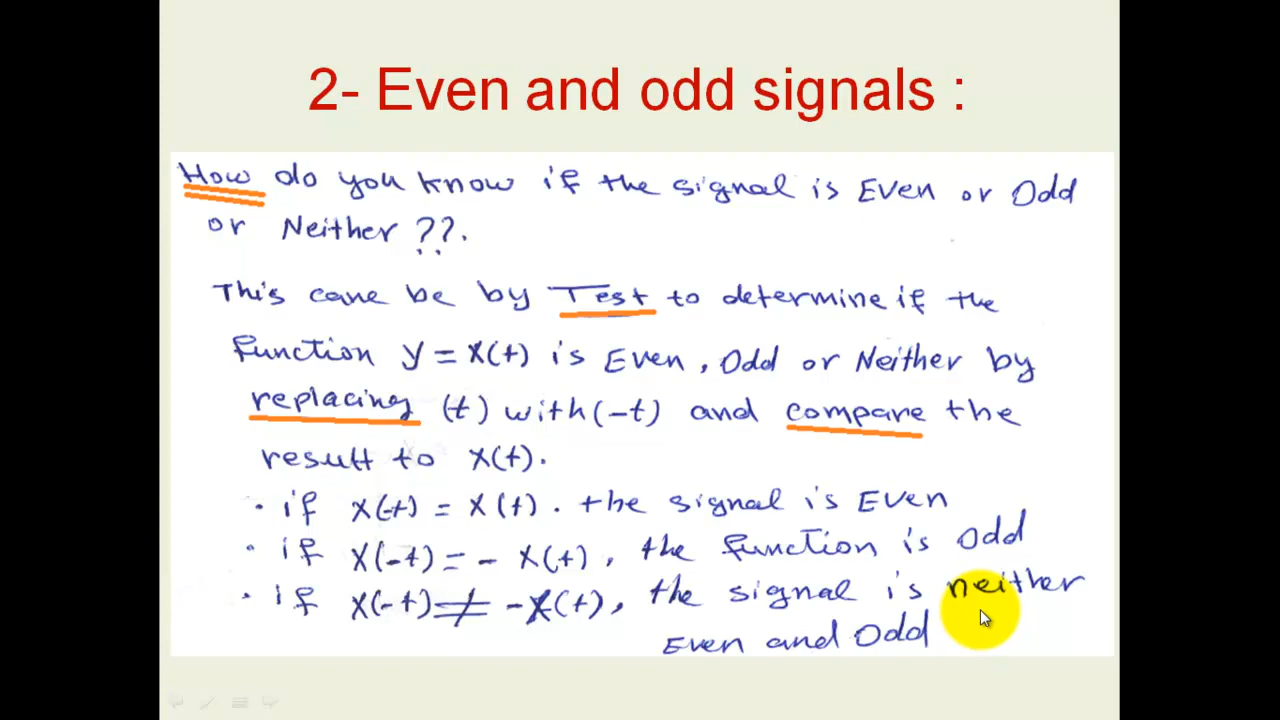 2- Even and odd signals :
How do you know if the signal is Even or Odd
or Neither ??.
This cane be by Test to determine if the
function y = x(t) is Even, Odd or Neither by
replacing (t) with (-t) and compare the
result to x(t).
• if x(-t) = x(t). the signal is Even
• if x(-t) = - x(t), the function is Odd
• if x(-t) ≠ -x(t), the signal is neither
Even and Odd